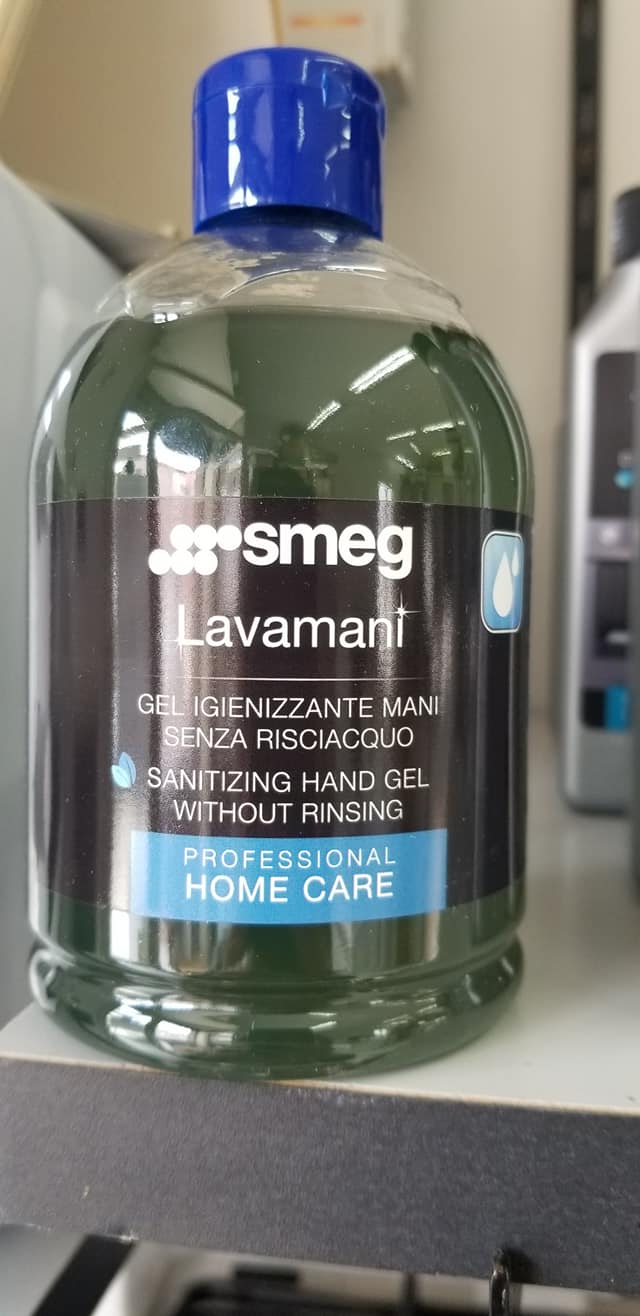 smeg
Lavamani
GEL IGIENIZZANTE MANI
SENZA RISCIACQUO
SANITIZING HAND GEL
WITHOUT RINSING
PROFESSIONAL
HOME CARE